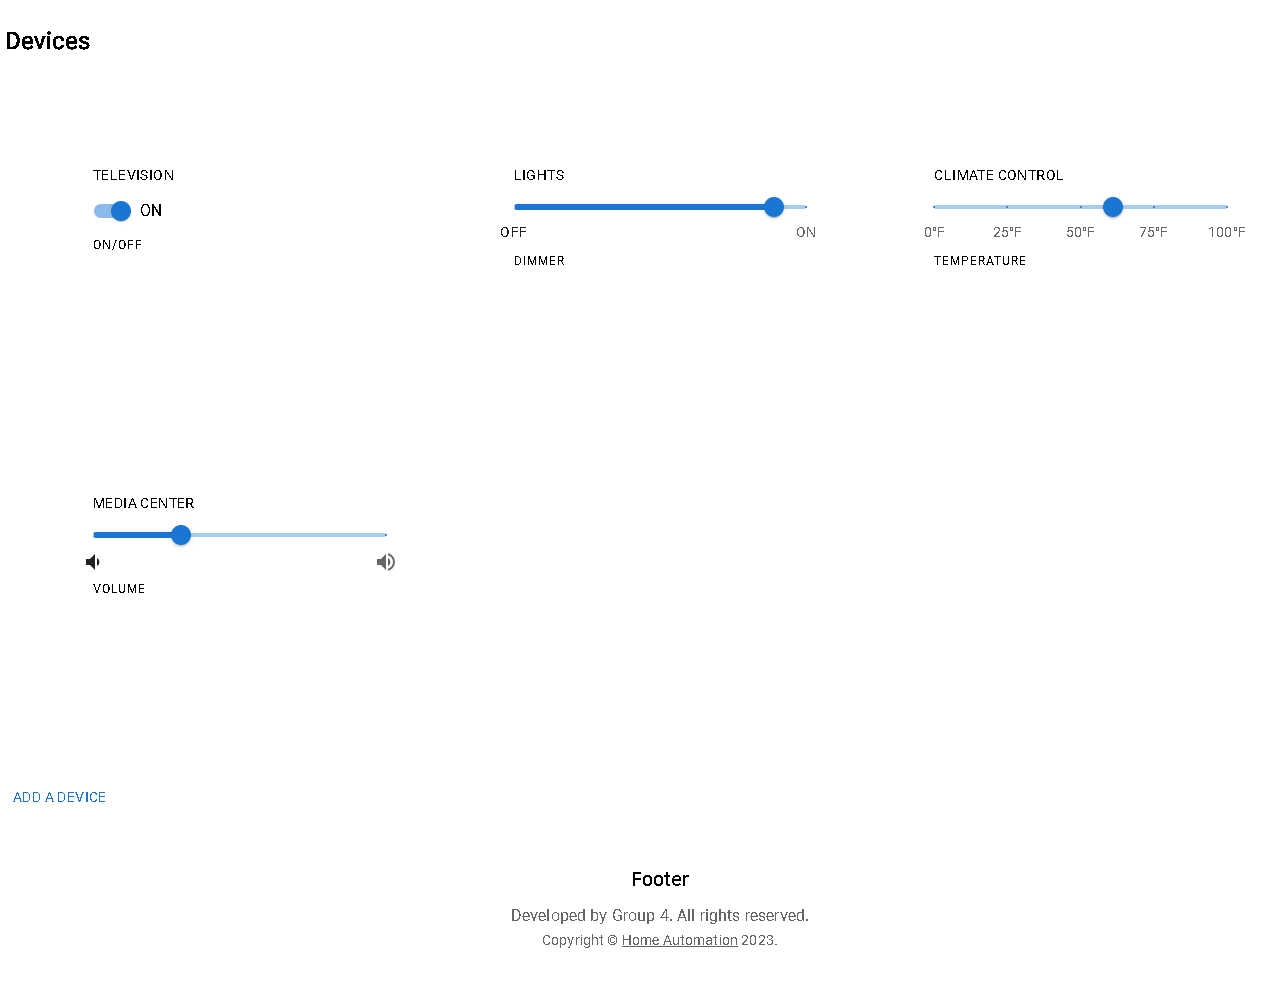 Devices
TELEVISION
ON
ON/OFF
LIGHTS
OFF ON
DIMMER
CLIMATE CONTROL
0°F 25°F 50°F 75°F 100°F
TEMPERATURE
MEDIA CENTER
VOLUME
ADD A DEVICE
Footer
Developed by Group 4. All rights reserved.
Copyright © Home Automation 2023.